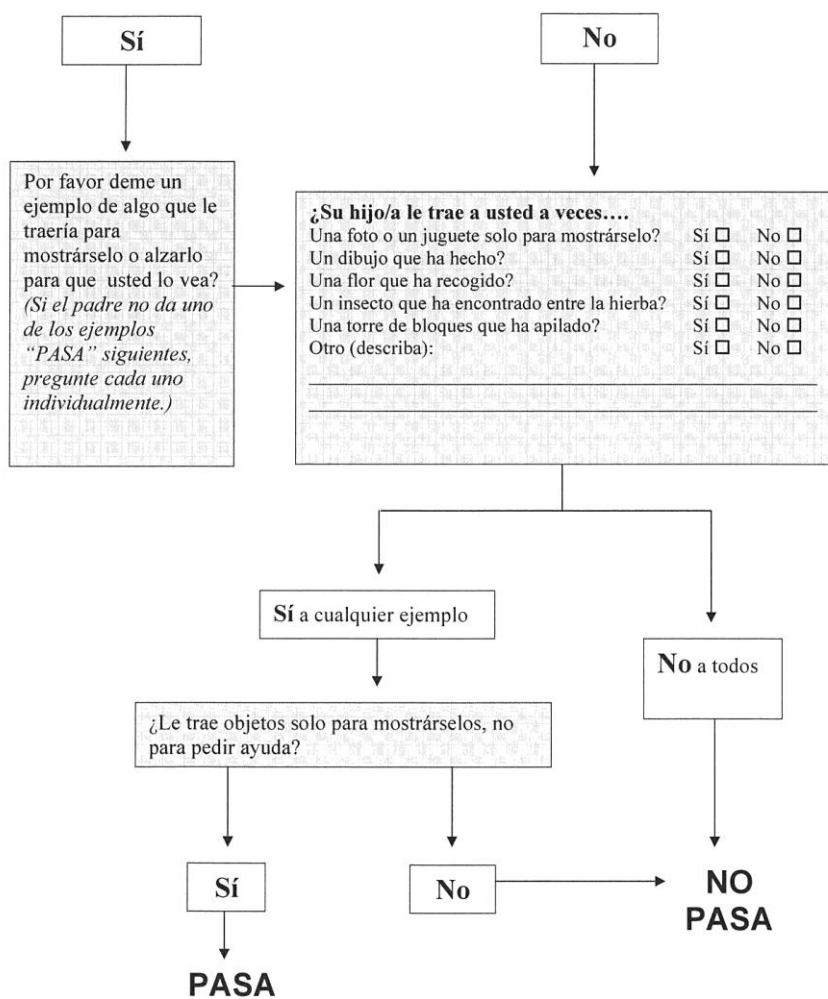 Sí
No
Por favor deme un
ejemplo de algo que le
traería para
mostrárselo o alzarlo
para que usted lo vea?
(Si el padre no da uno
de los ejemplos
“PASA” siguientes,
pregunte cada uno
individualmente.)
¿Su hijo/a le trae a usted a veces….
Una foto o un juguete solo para mostrárselo? Sí ☐ No ☐
Un dibujo que ha hecho? Sí ☐ No ☐
Una flor que ha recogido? Sí ☐ No ☐
Un insecto que ha encontrado entre la hierba? Sí ☐ No ☐
Una torre de bloques que ha apilado? Sí ☐ No ☐
Otro (describa): Sí ☐ No ☐
Sí a cualquier ejemplo
No a todos
¿Le trae objetos solo para mostrárselos, no
para pedir ayuda?
Sí
No
NO
PASA
PASA